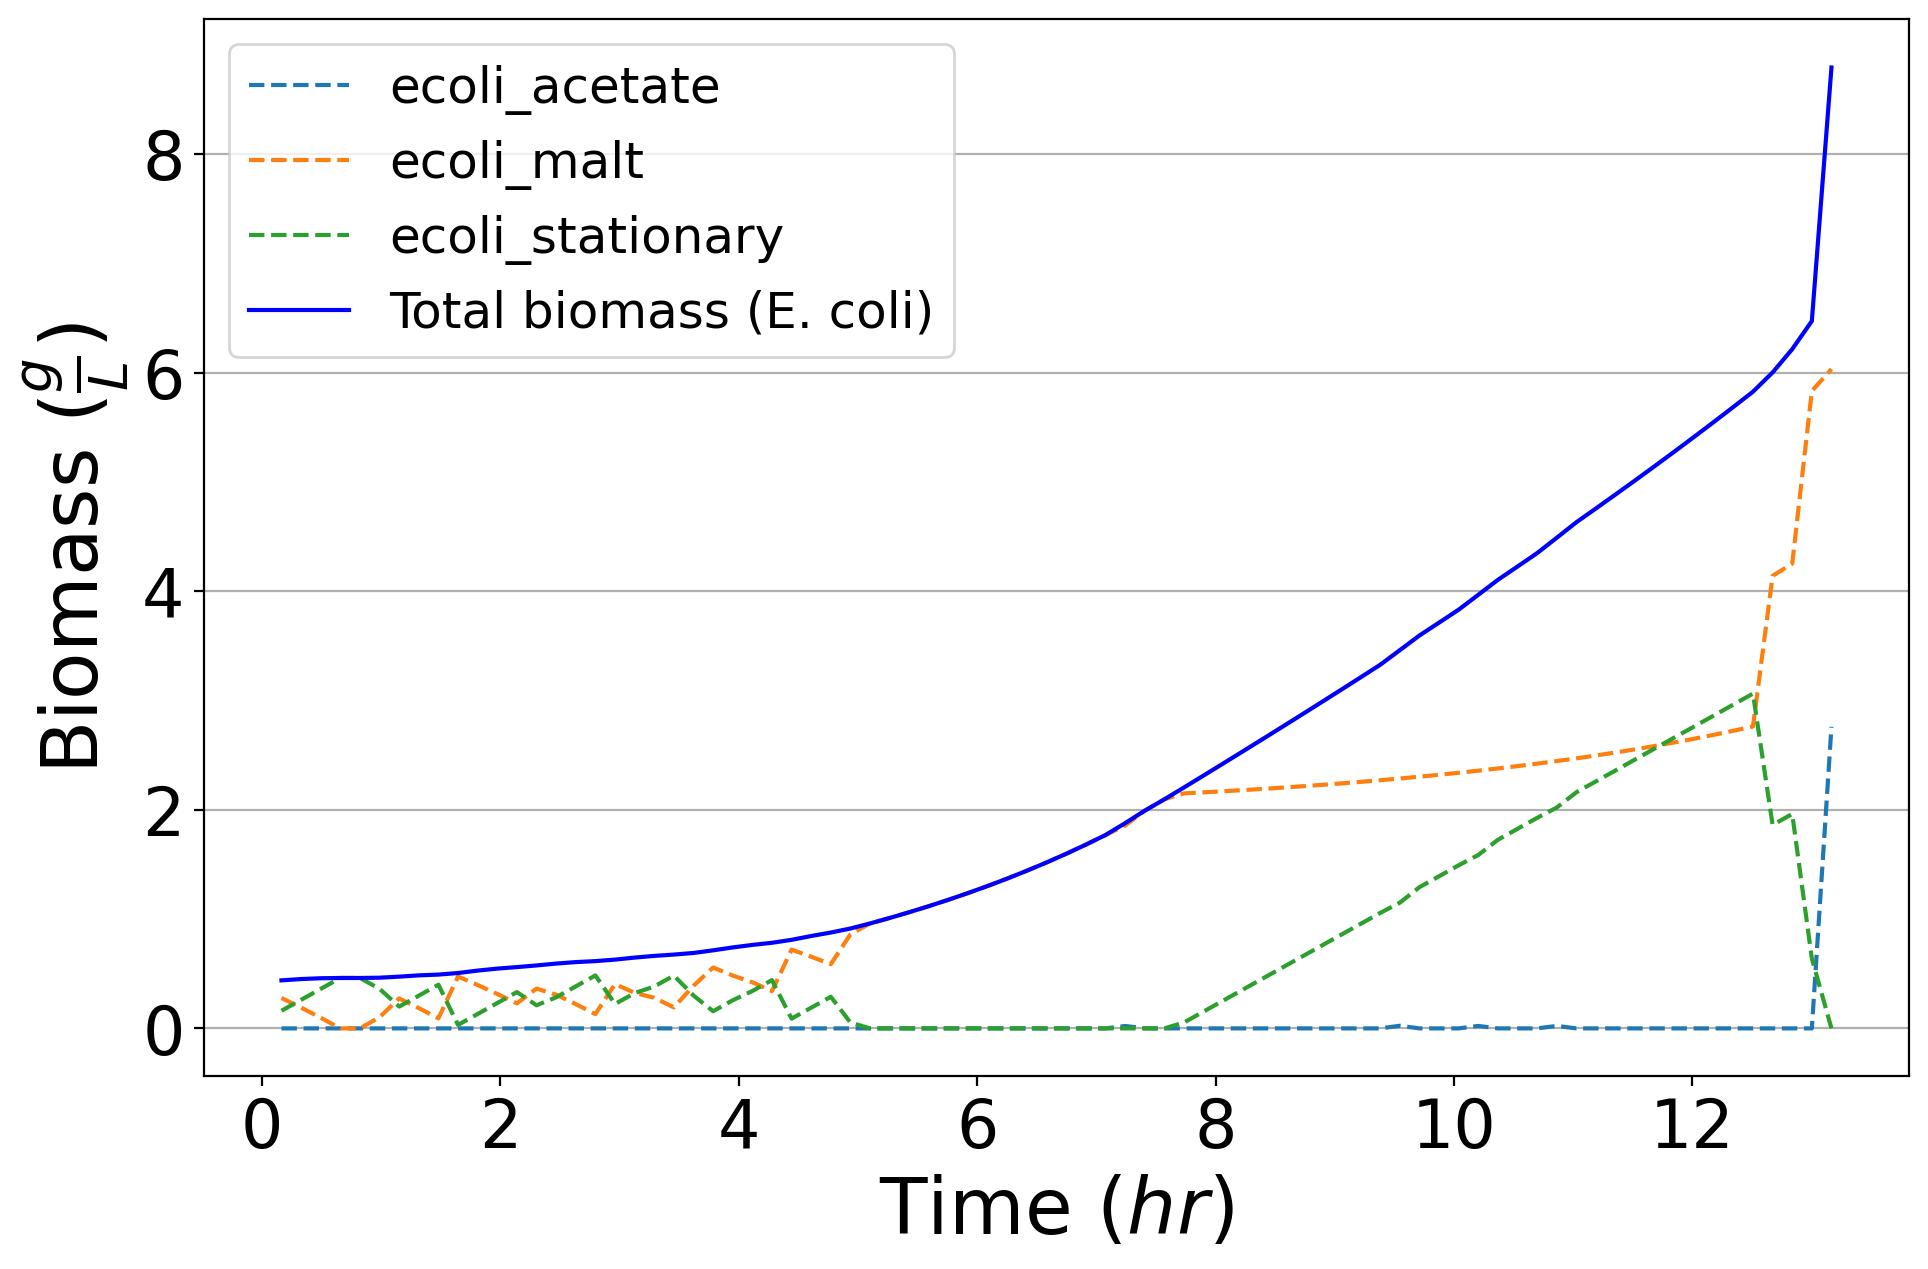 ecoli_acetate
ecoli_malt
ecoli_stationary
Total biomass (E. coli)
8
6
4
2
0
Biomass (g/L)
0 2 4 6 8 10 12
Time (hr)